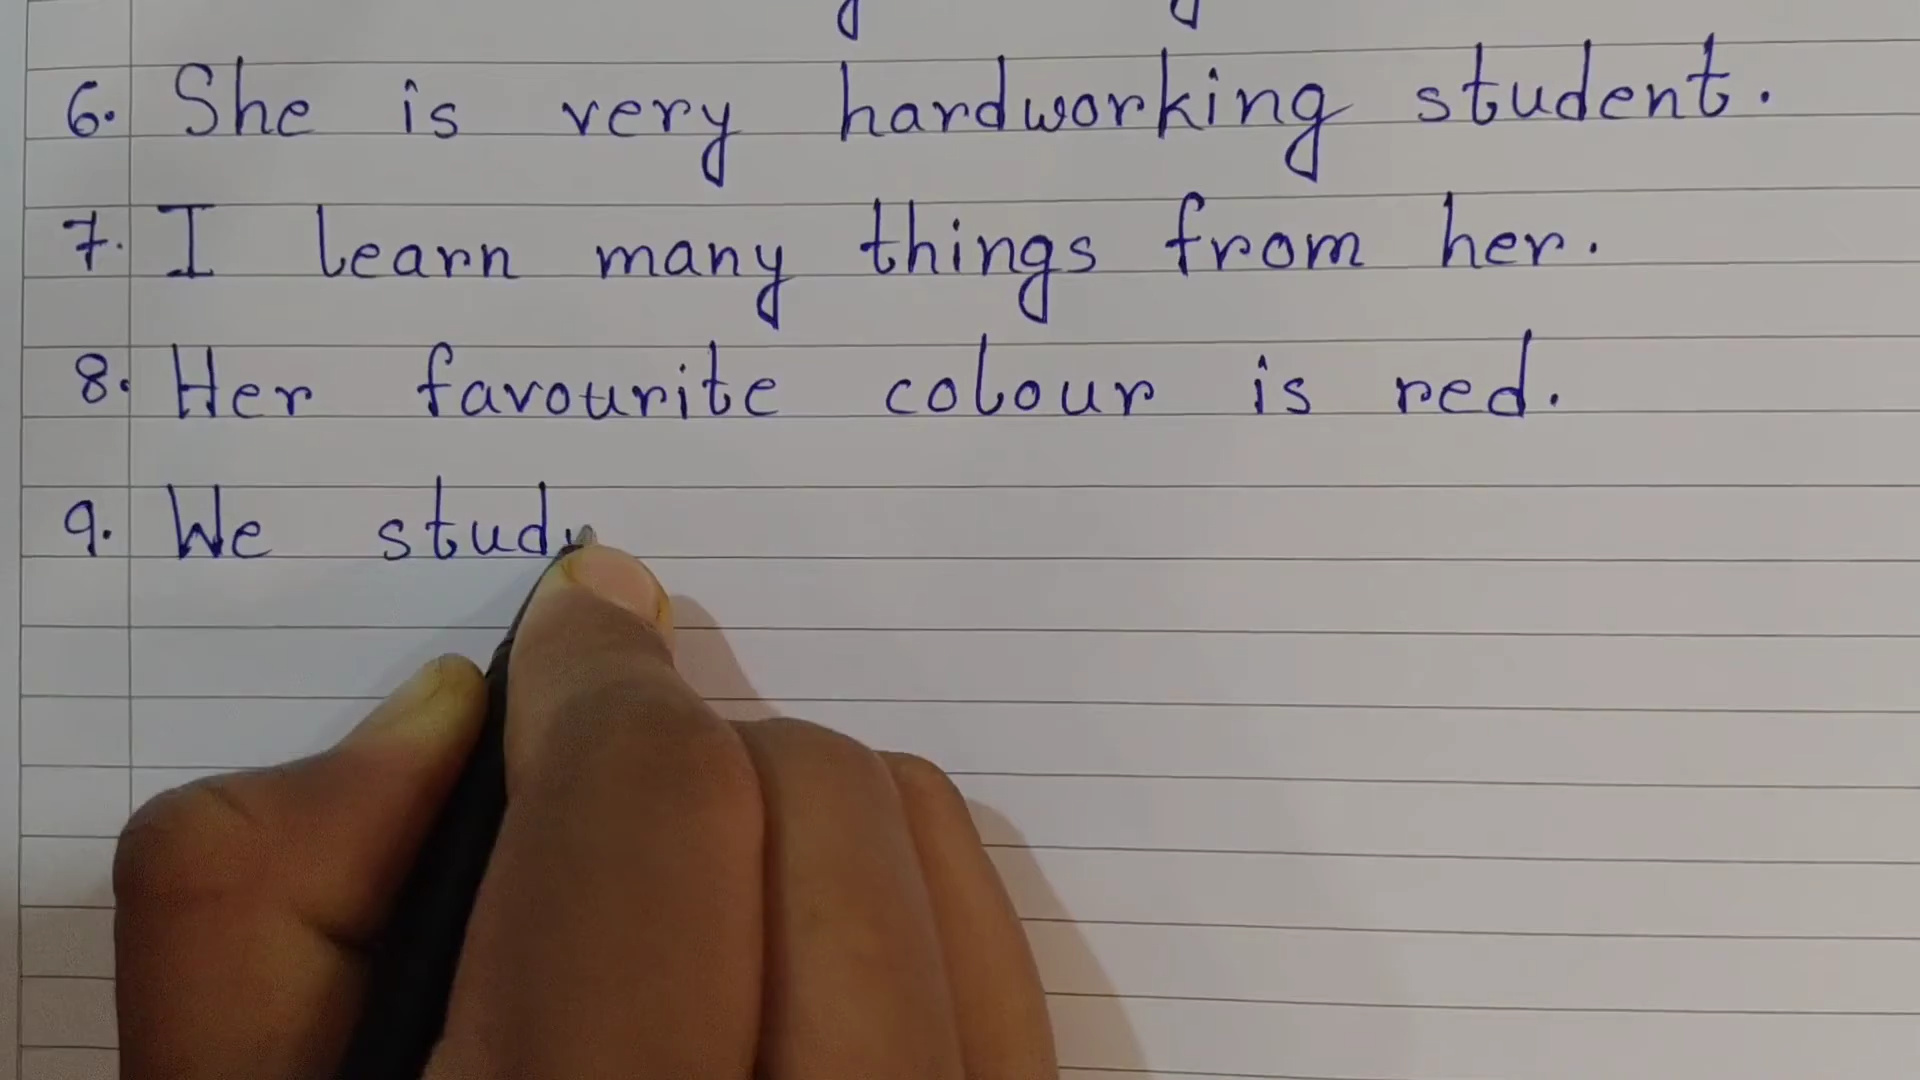 6. She is very hardworking student.
7. I learn many things from her.
8. Her favourite colour is red.
9. We study